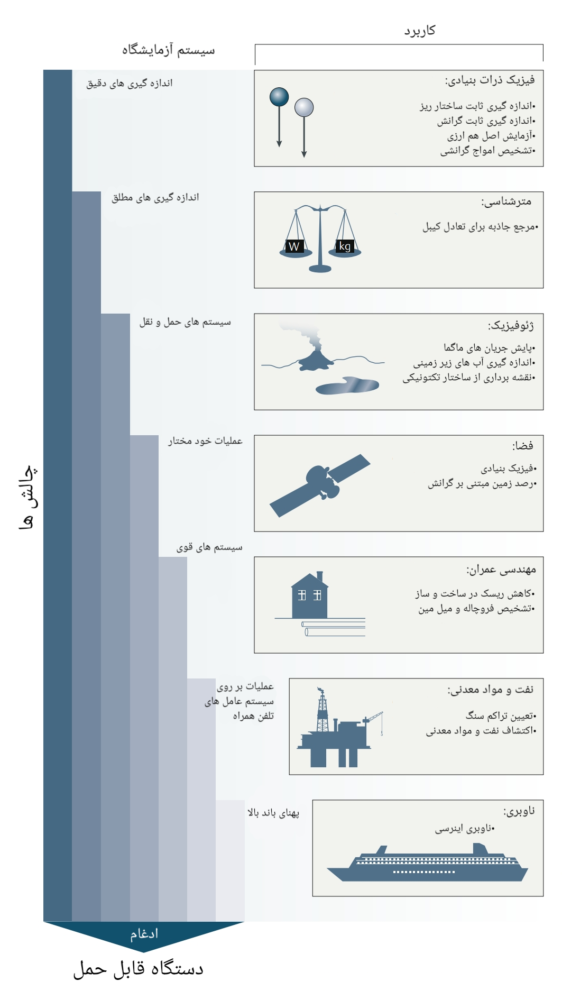 کاربرد
سیستم آزمایشگاه
اندازه گیری های دقیق
فیزیک ذرات بنیادی:
•اندازه گیری ثابت ساختار ریز
•اندازه گیری ثابت گرانش
•آزمایش اصل هم ارزی
•تشخیص امواج گرانشی
اندازه گیری های مطلق
مترشناسی:
•مرجع جاذبه برای تعادل کیبل
W
kg
سیستم های حمل و نقل
ژئوفیزیک:
•پایش جریان های ماگما
•اندازه گیری آب های زیر زمینی
•نقشه برداری از ساختار تکتونیکی
عملیات خود مختار
فضا:
•فیزیک بنیادی
•رصد زمین مبتنی بر گرانش
چالش ها
سیستم های قوی
مهندسی عمران:
•کاهش ریسک در ساخت و ساز
•تشخیص فروچاله و میل مین
عملیات بر روی
سیستم عامل های
تلفن همراه
نفت و مواد معدنی:
•تعیین تراکم سنگ
•اکتشاف نفت و مواد معدنی
پهنای باند بالا
ناوبری:
•ناوبری اینرسی
ادغام
دستگاه قابل حمل